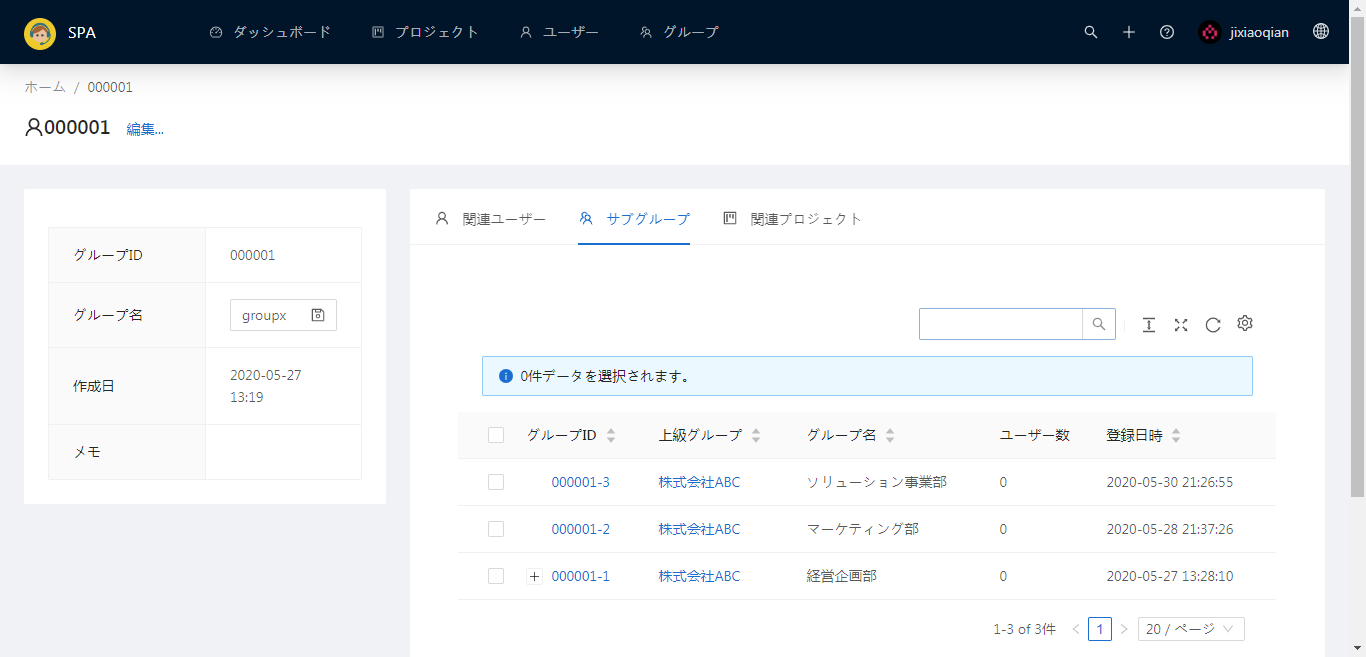 SPA ダッシュボード プロジェクト ユーザー グループ jixiaoqian
ホーム / 000001
000001 編集...
関連ユーザー サブグループ 関連プロジェクト
グループID 000001
グループ名 groupx
作成日 2020-05-27
13:19
メモ
0件データを選択されます。
グループID 上級グループ グループ名 ユーザー数 登録日時
000001-3 株式会社ABC ソリューション事業部 0 2020-05-30 21:26:55
000001-2 株式会社ABC マーケティング部 0 2020-05-28 21:37:26
000001-1 株式会社ABC 経営企画部 0 2020-05-27 13:28:10
1-3 of 3件 < 1 > 20 / ページ